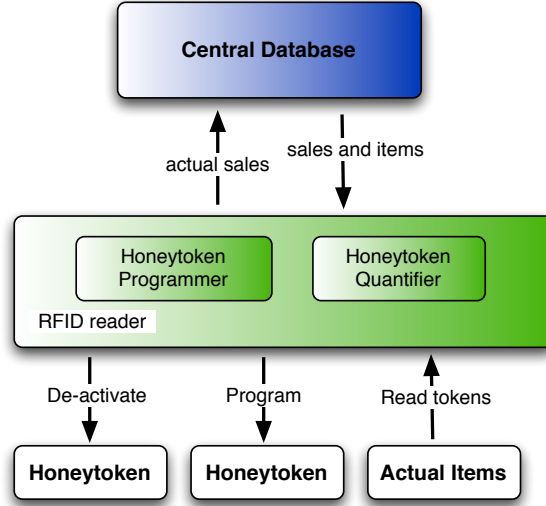 Central Database
actual sales
sales and items
Honeytoken
Programmer
Honeytoken
Quantifier
RFID reader
De-activate
Program
Read tokens
Honeytoken
Honeytoken
Actual Items